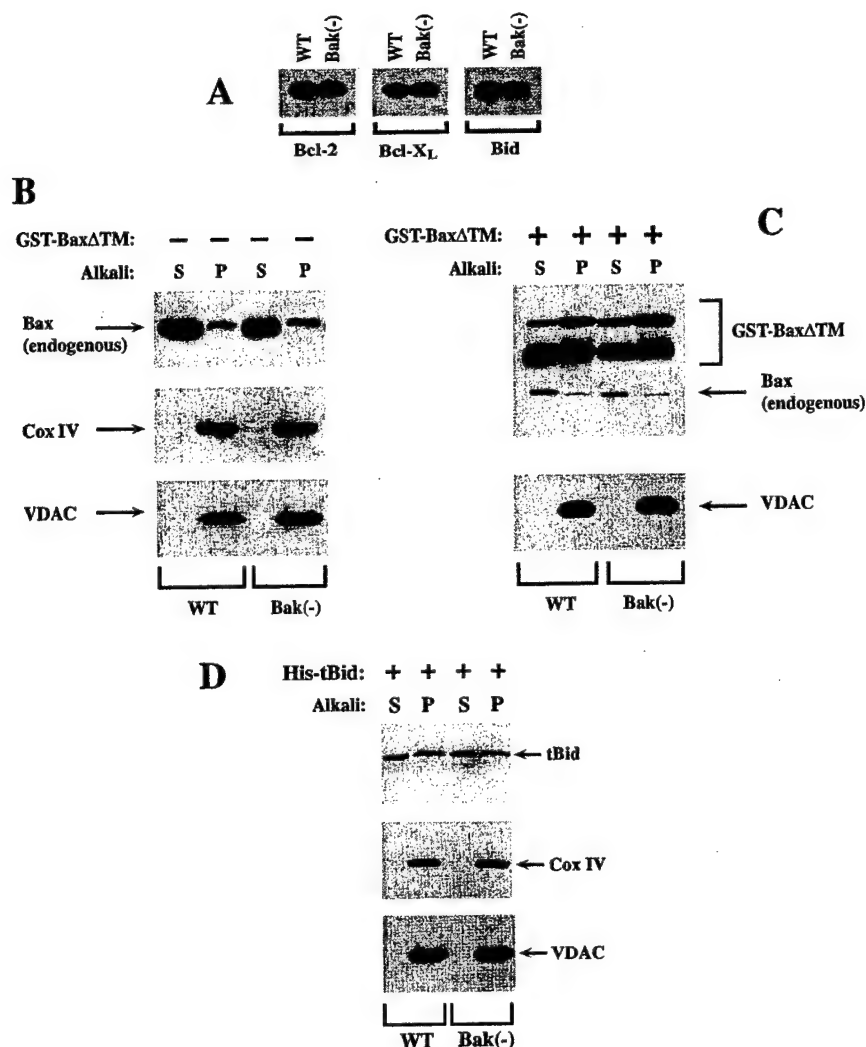 WT Bak(-) WT Bak(-) WT Bak(-)
A
Bcl-2 Bcl-XL Bid
B
GST-BaxΔTM: − − − −
Alkali: S P S P
Bax
(endogenous)
Cox IV
VDAC
WT Bak(-)
C
GST-BaxΔTM: + + + +
Alkali: S P S P
GST-BaxΔTM
Bax
(endogenous)
VDAC
WT Bak(-)
D
His-tBid: + + + +
Alkali: S P S P
tBid
Cox IV
VDAC
WT Bak(-)